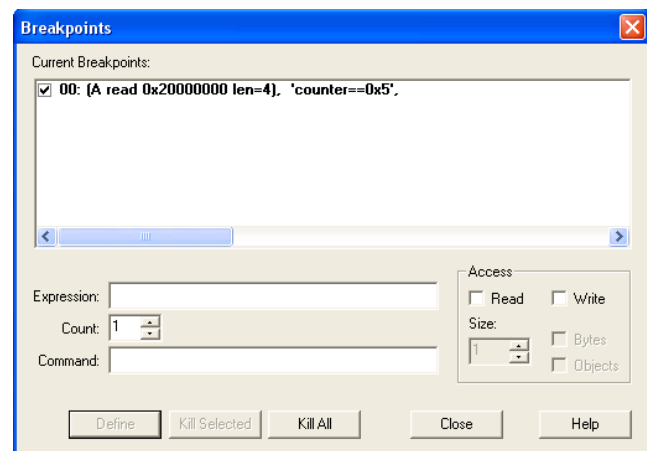 Breakpoints
Current Breakpoints:
00: (A read 0x20000000 len=4), 'counter==0x5',
Expression:
Count: 1
Command:
Access
Read Write
Size:
1
Bytes
Objects
Define Kill Selected Kill All Close Help